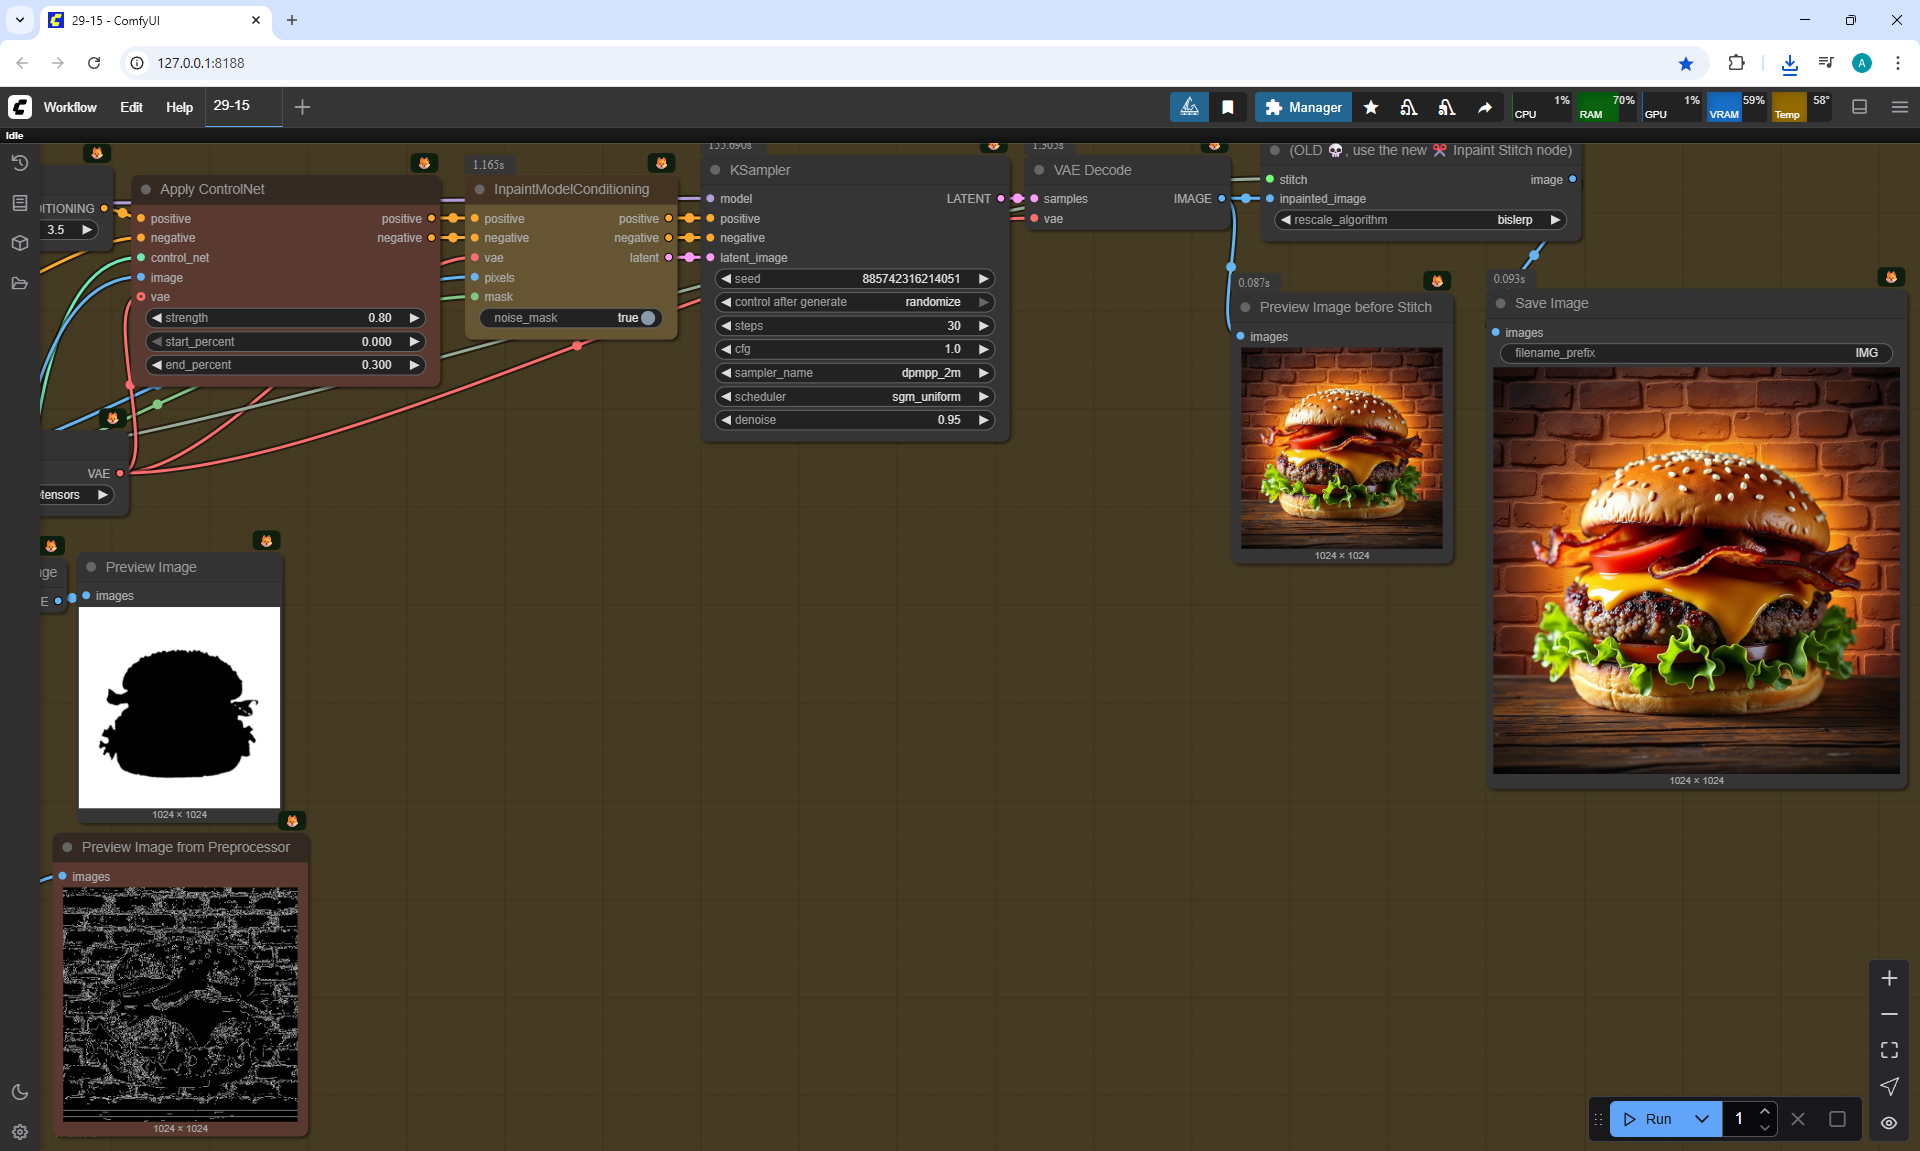 29-15 - ComfyUI
127.0.0.1:8188
A
Workflow Edit Help 29-15
Manager
CPU 1% RAM 70% GPU 1% VRAM 59% Temp 58°
Idle
ITIONING
3.5
Apply ControlNet
positive positive
negative negative
control_net
image
vae
strength 0.80
start_percent 0.000
end_percent 0.300
1.165s
InpaintModelConditioning
positive positive
negative negative
vae latent
pixels
mask
noise_mask true
155.690s
KSampler
model LATENT
positive
negative
latent_image
seed 885742316214051
control after generate randomize
steps 30
cfg 1.0
sampler_name dpmpp_2m
scheduler sgm_uniform
denoise 0.95
1.305s
VAE Decode
samples IMAGE
vae
(OLD 💀, use the new ✂️ Inpaint Stitch node)
stitch image
inpainted_image
rescale_algorithm bislerp
0.087s
Preview Image before Stitch
images
1024 × 1024
0.093s
Save Image
images
filename_prefix IMG
1024 × 1024
VAE
tensors
ge
E
Preview Image
images
1024 × 1024
Preview Image from Preprocessor
images
1024 × 1024
Run 1